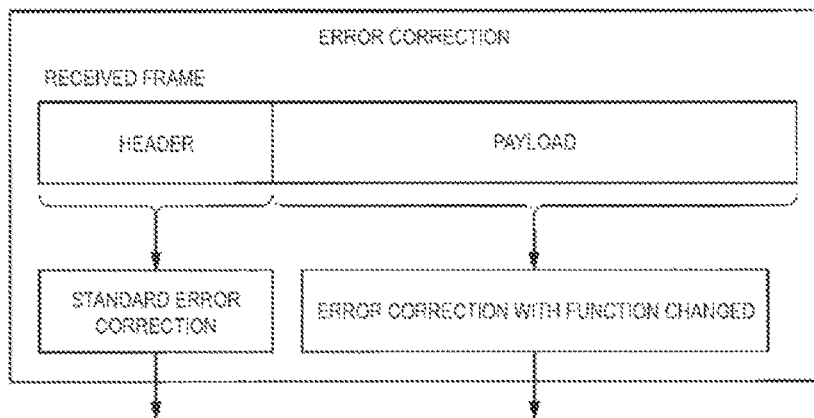 ERROR CORRECTION
RECEIVED FRAME
HEADER
PAYLOAD
STANDARD ERROR
CORRECTION
ERROR CORRECTION WITH FUNCTION CHANGED